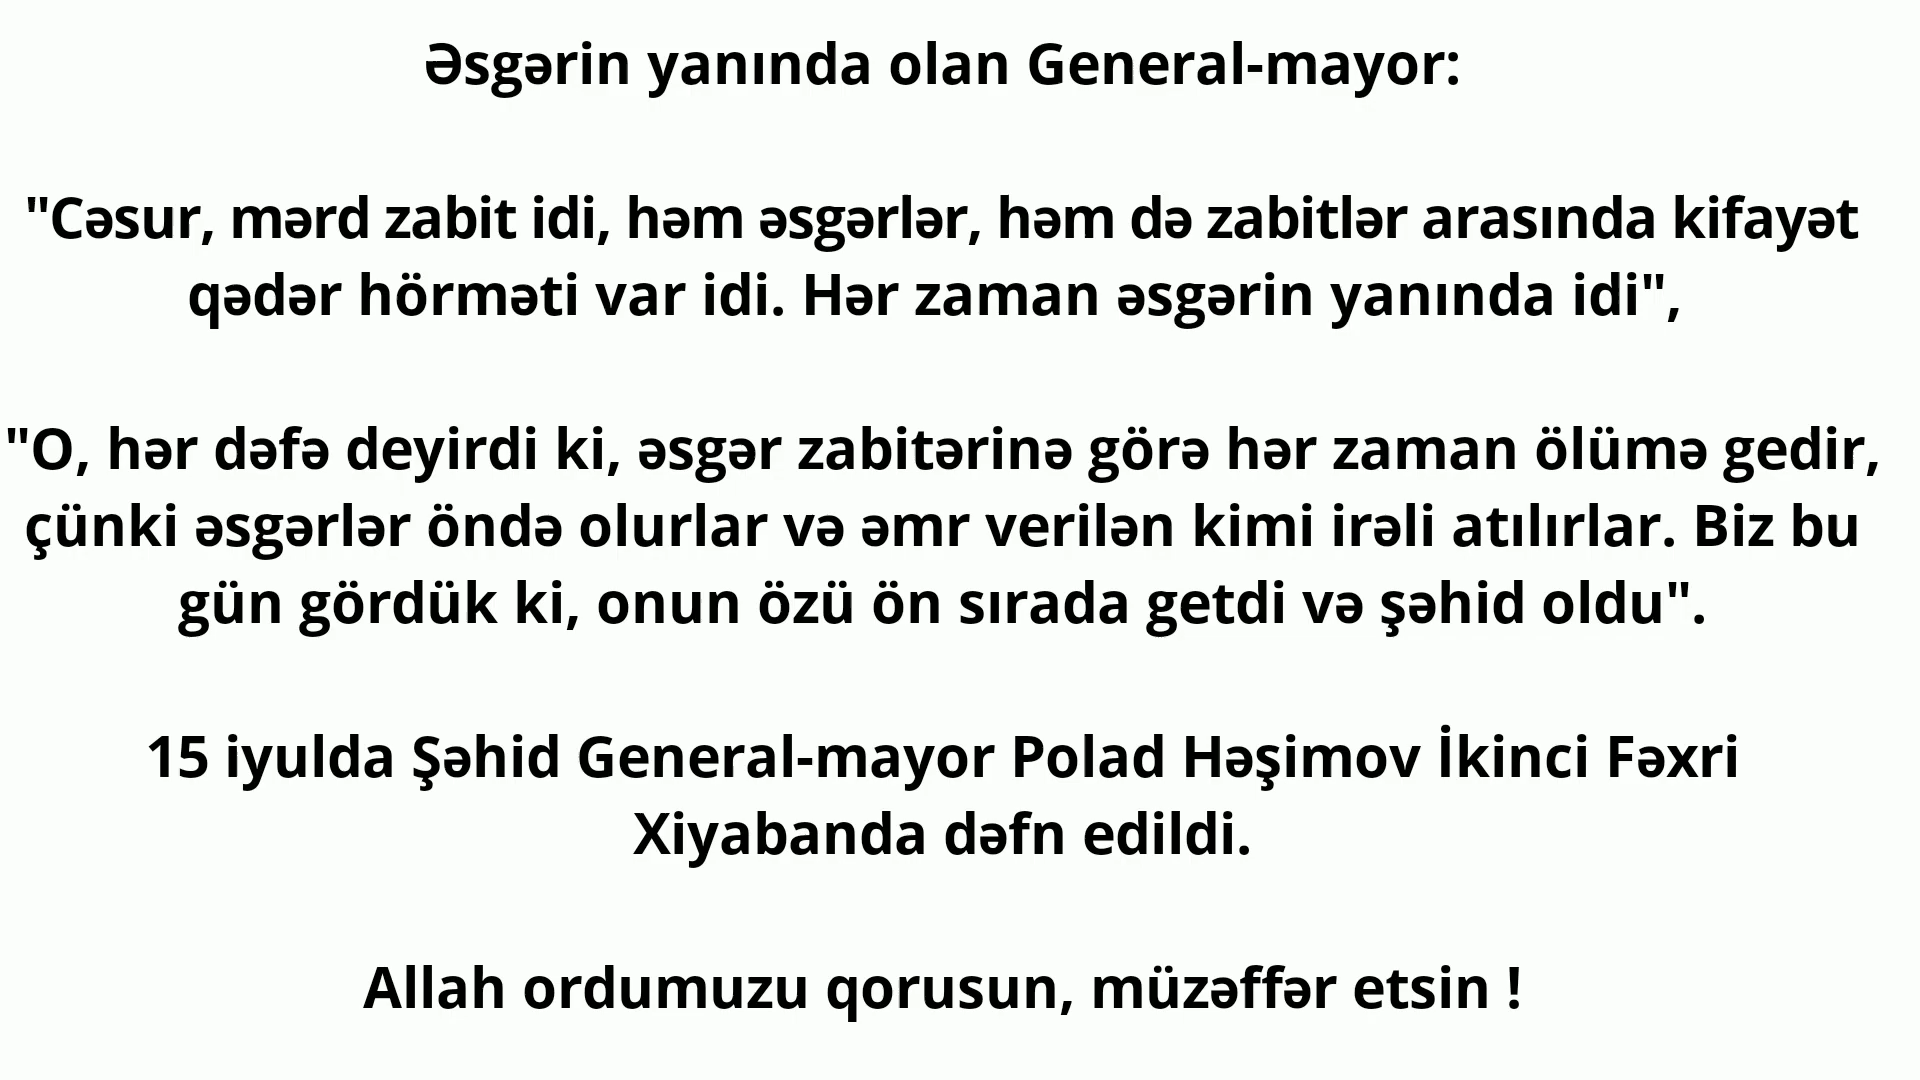 Əsgərin yanında olan General-mayor:
"Cəsur, mərd zabit idi, həm əsgərlər, həm də zabitlər arasında kifayət
qədər hörməti var idi. Hər zaman əsgərin yanında idi",
"O, hər dəfə deyirdi ki, əsgər zabitərinə görə hər zaman ölümə gedir,
çünki əsgərlər öndə olurlar və əmr verilən kimi irəli atılırlar. Biz bu
gün gördük ki, onun özü ön sırada getdi və şəhid oldu".
15 iyulda Şəhid General-mayor Polad Həşimov İkinci Fəxri
Xiyabanda dəfn edildi.
Allah ordumuzu qorusun, müzəffər etsin !